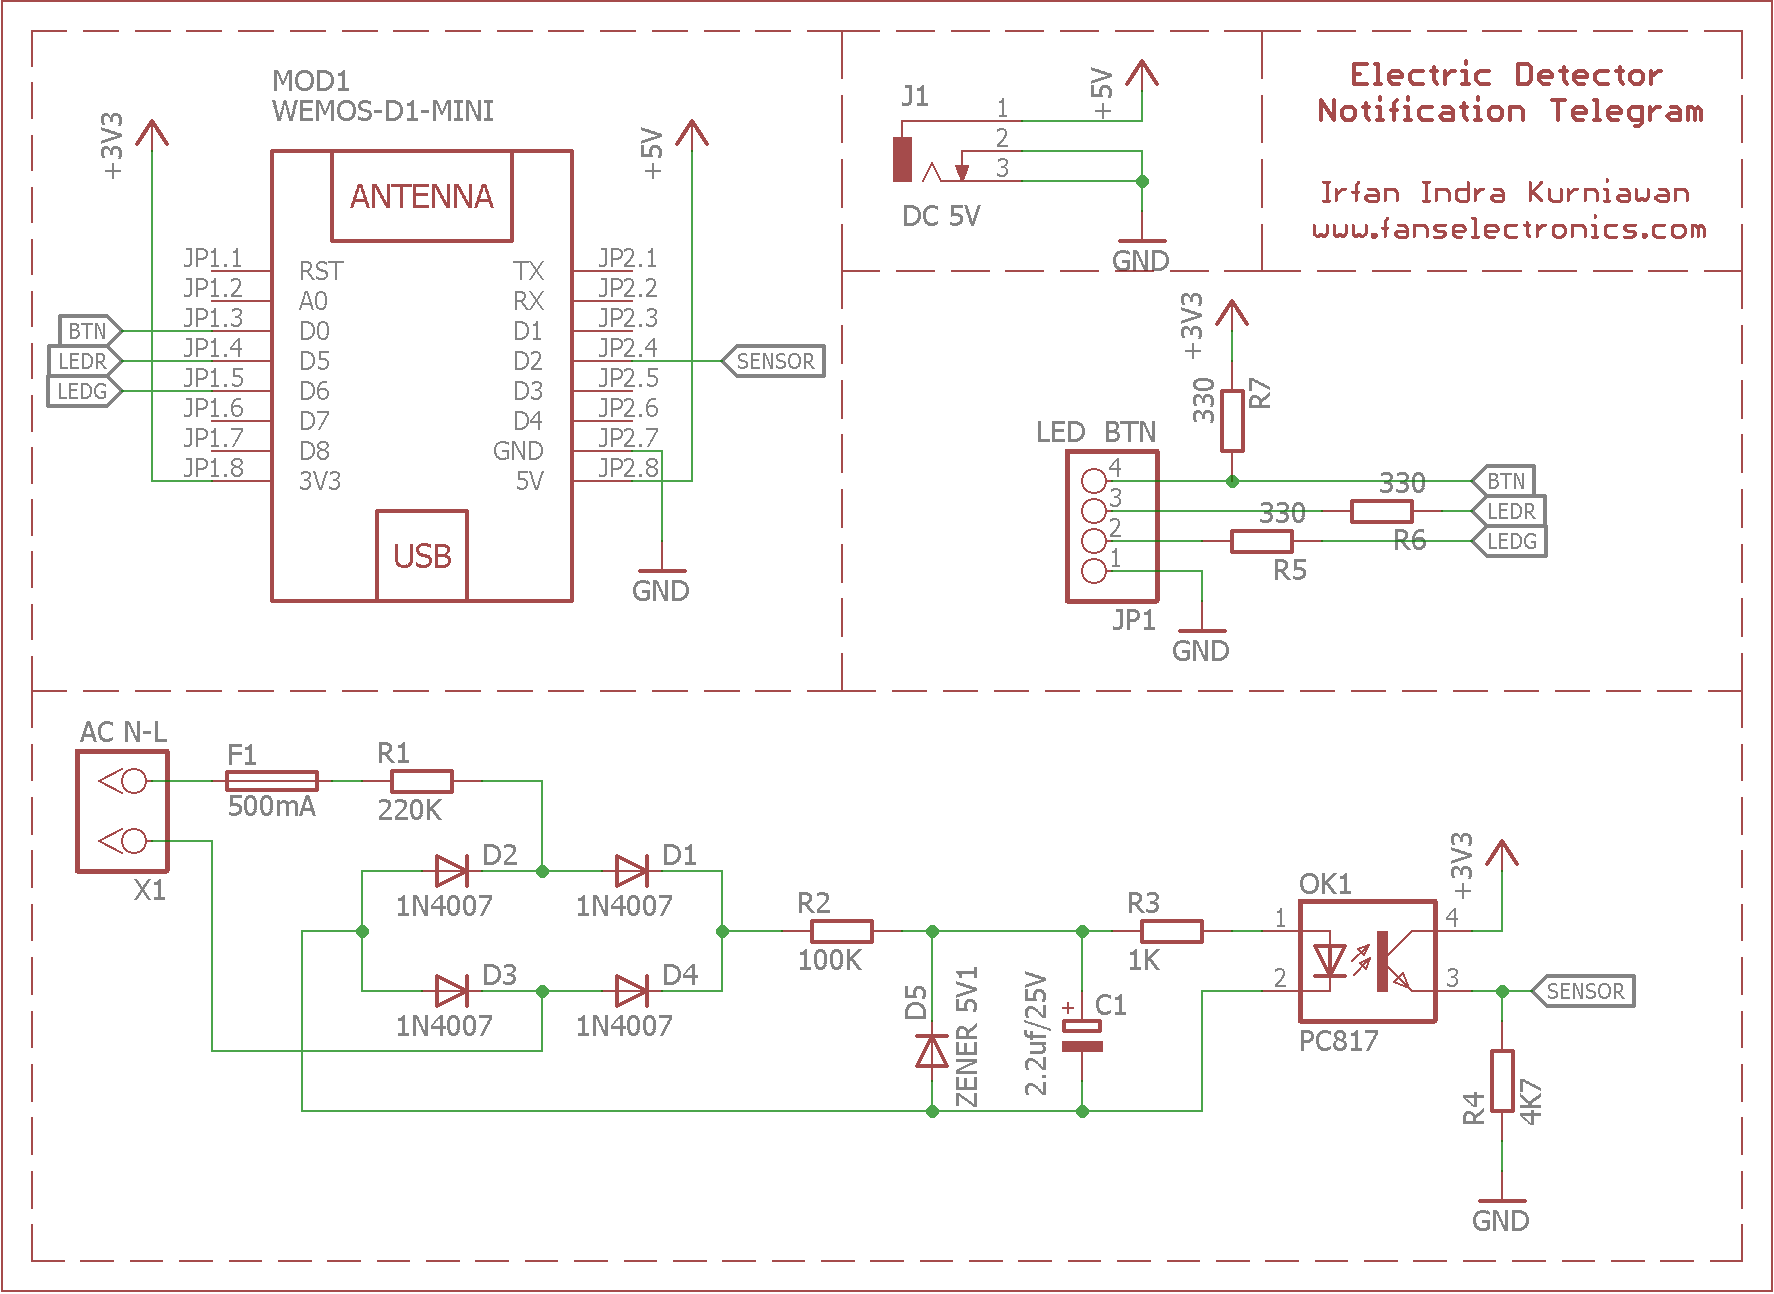 MOD1
WEMOS-D1-MINI
+3V3
+5V
ANTENNA
JP1.1 RST TX JP2.1
JP1.2 A0 RX JP2.2
BTN JP1.3 D0 D1 JP2.3
LEDR JP1.4 D5 D2 JP2.4 SENSOR
LEDG JP1.5 D6 D3 JP2.5
JP1.6 D7 D4 JP2.6
JP1.7 D8 GND JP2.7
JP1.8 3V3 5V JP2.8
USB
GND
J1
1
2
3
+5V
DC 5V
GND
Electric Detector
Notification Telegram
Irfan Indra Kurniawan
www.fanselectronics.com
+3V3
330 R7
LED BTN
4
3
2
1
330
R6
330
R5
BTN
LEDR
LEDG
JP1
GND
AC N-L
X1
F1
500mA
R1
220K
D2
1N4007
D1
1N4007
D3
1N4007
D4
1N4007
R2
100K
D5
ZENER 5V1
2.2uf/25V
+
C1
R3
1K
OK1
1
2
4
3
PC817
+3V3
SENSOR
R4
4K7
GND